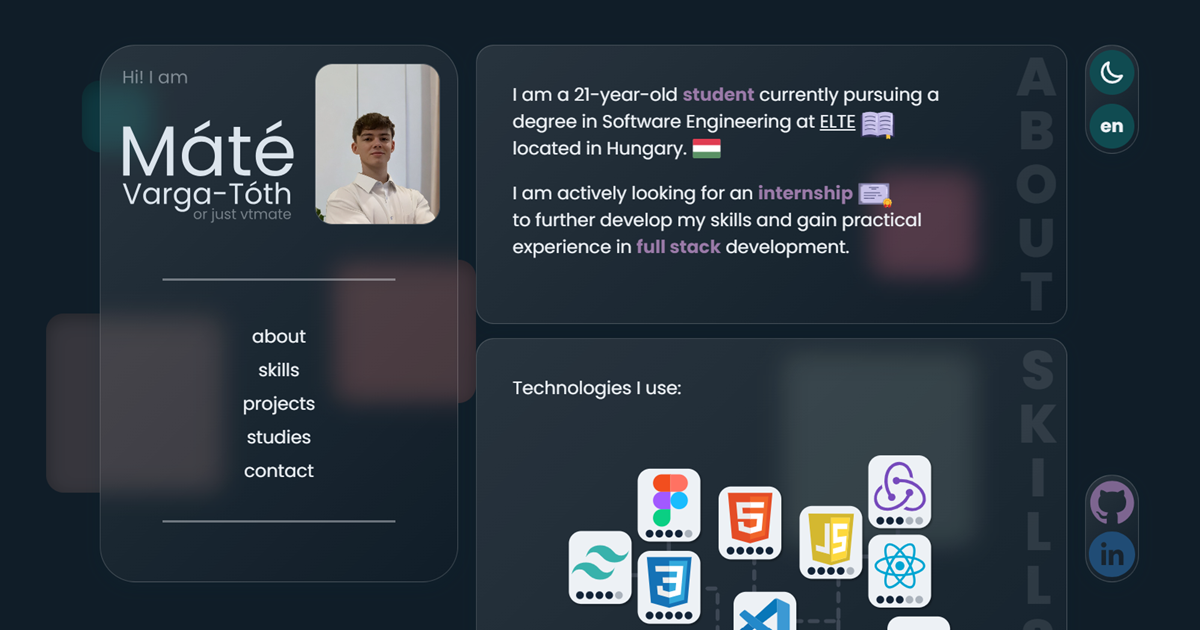 Hi! I am
Máté
Varga-Tóth
or just vtmate
about
skills
projects
studies
contact
I am a 21-year-old student currently pursuing a
degree in Software Engineering at ELTE
located in Hungary.
I am actively looking for an internship
to further develop my skills and gain practical
experience in full stack development.
ABOUT
Technologies I use:
5
JS
3
SKILLS
en
in